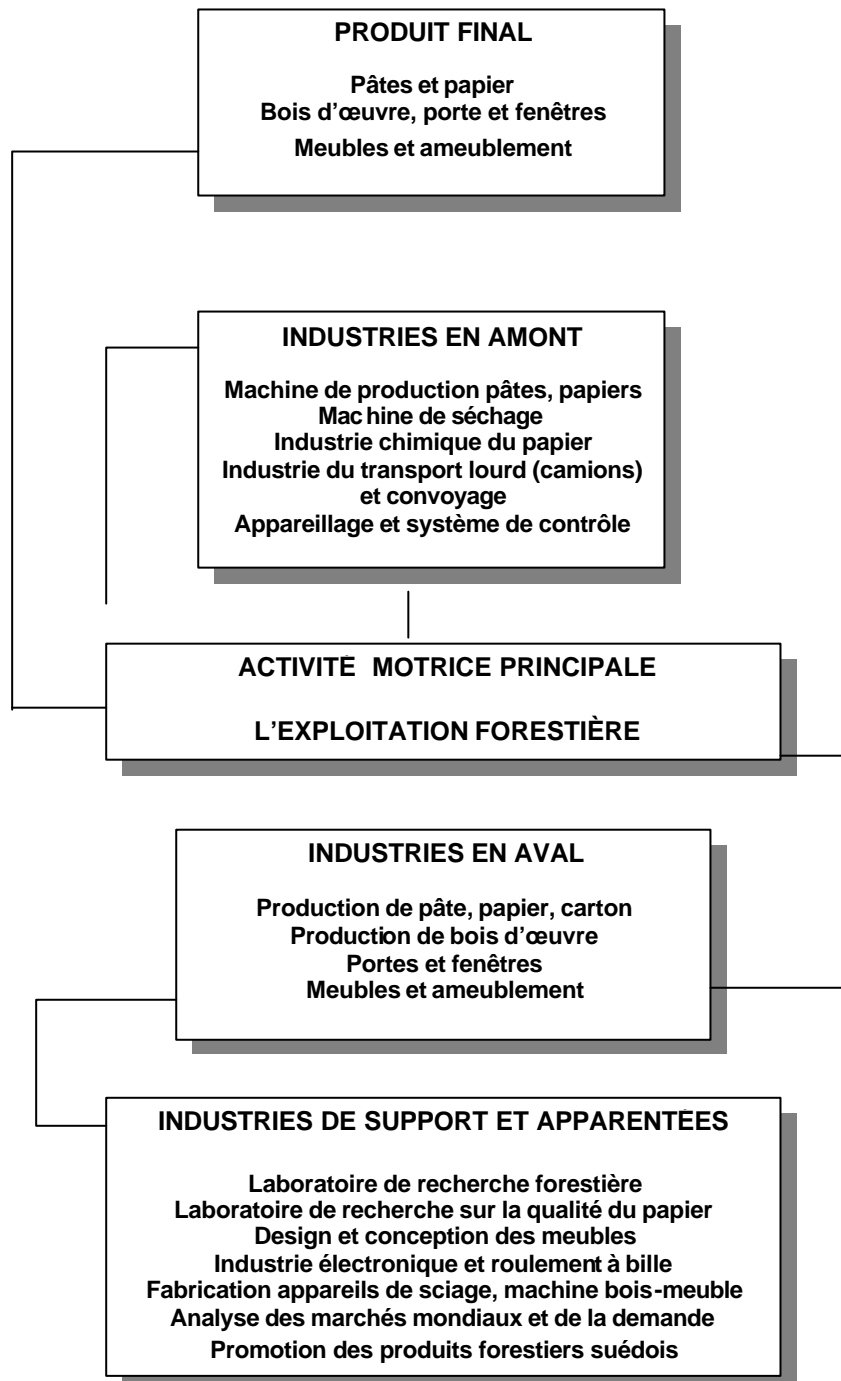 PRODUIT FINAL
Pâtes et papier
Bois d’œuvre, porte et fenêtres
Meubles et ameublement
INDUSTRIES EN AMONT
Machine de production pâtes, papiers
Mac hine de séchage
Industrie chimique du papier
Industrie du transport lourd (camions)
et convoyage
Appareillage et système de contrôle
ACTIVITÉ MOTRICE PRINCIPALE
L’EXPLOITATION FORESTIÈRE
INDUSTRIES EN AVAL
Production de pâte, papier, carton
Production de bois d’œuvre
Portes et fenêtres
Meubles et ameublement
INDUSTRIES DE SUPPORT ET APPARENTÉES
Laboratoire de recherche forestière
Laboratoire de recherche sur la qualité du papier
Design et conception des meubles
Industrie électronique et roulement à bille
Fabrication appareils de sciage, machine bois-meuble
Analyse des marchés mondiaux et de la demande
Promotion des produits forestiers suédois